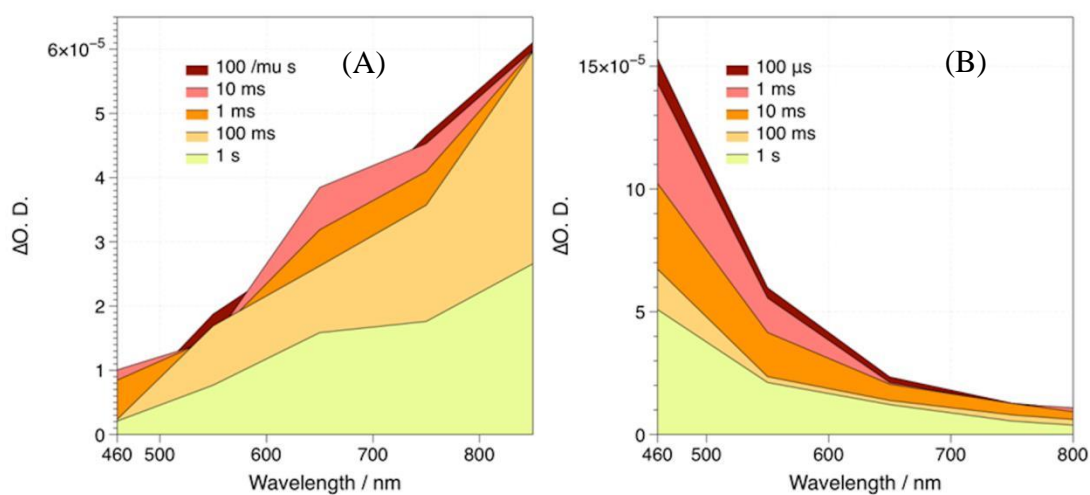 (A)
6×10⁻⁵
5
4
3
2
1
0
ΔO. D.
100 /mu s
10 ms
1 ms
100 ms
1 s
460 500 600 700 800
Wavelength / nm
(B)
15×10⁻⁵
10
5
0
ΔO. D.
100 µs
1 ms
10 ms
100 ms
1 s
460 500 600 700 800
Wavelength / nm